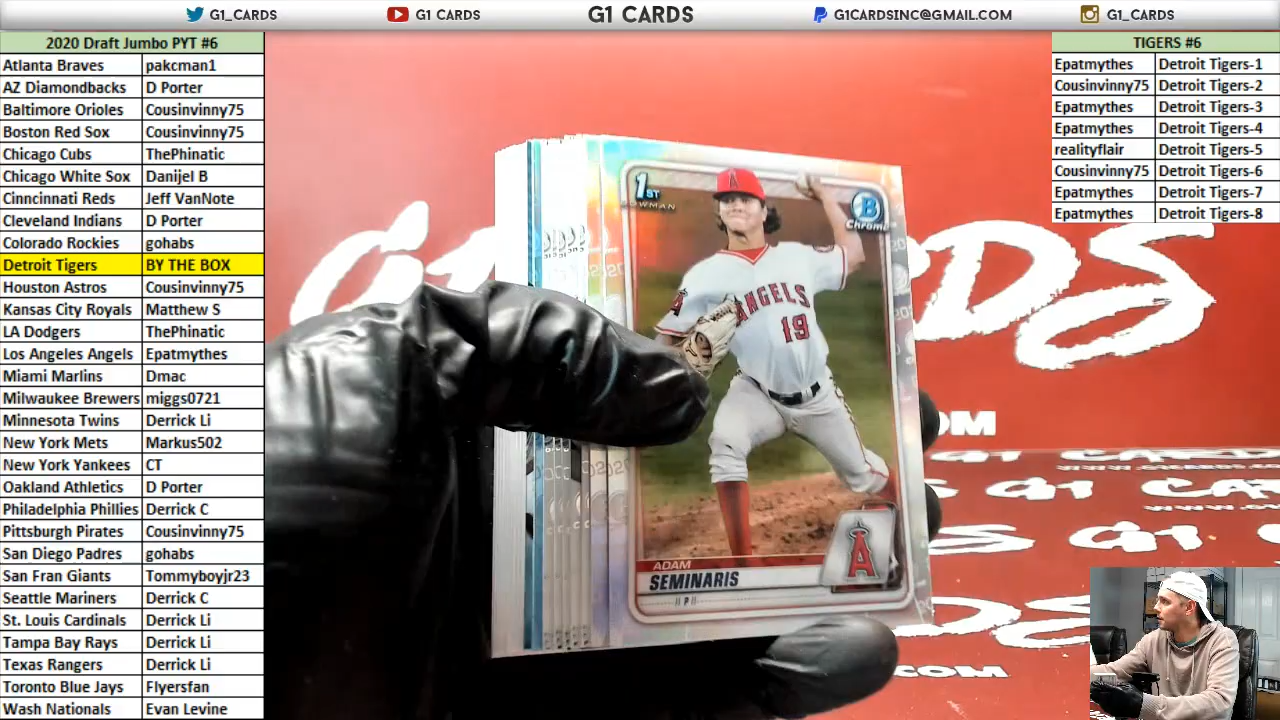 G1_CARDS G1 CARDS G1 CARDS G1CARDSINC@GMAIL.COM G1_CARDS
2020 Draft Jumbo PYT #6
Atlanta Braves pakcman1
AZ Diamondbacks D Porter
Baltimore Orioles Cousinvinny75
Boston Red Sox Cousinvinny75
Chicago Cubs ThePhinatic
Chicago White Sox Danijel B
Cinncinnati Reds Jeff VanNote
Cleveland Indians D Porter
Colorado Rockies gohabs
Detroit Tigers BY THE BOX
Houston Astros Cousinvinny75
Kansas City Royals Matthew S
LA Dodgers ThePhinatic
Los Angeles Angels Epatmythes
Miami Marlins Dmac
Milwaukee Brewers miggs0721
Minnesota Twins Derrick Li
New York Mets Markus502
New York Yankees CT
Oakland Athletics D Porter
Philadelphia Phillies Derrick C
Pittsburgh Pirates Cousinvinny75
San Diego Padres gohabs
San Fran Giants Tommyboyjr23
Seattle Mariners Derrick C
St. Louis Cardinals Derrick Li
Tampa Bay Rays Derrick Li
Texas Rangers Derrick Li
Toronto Blue Jays Flyersfan
Wash Nationals Evan Levine
TIGERS #6
Epatmythes Detroit Tigers-1
Cousinvinny75 Detroit Tigers-2
Epatmythes Detroit Tigers-3
Epatmythes Detroit Tigers-4
realityflair Detroit Tigers-5
Cousinvinny75 Detroit Tigers-6
Epatmythes Detroit Tigers-7
Epatmythes Detroit Tigers-8
1ST
BOWMAN
B
Chrome
ANGELS
19
A
ADAM
SEMINARIS
P
G1 CARDS
.COM
G1 CARDS